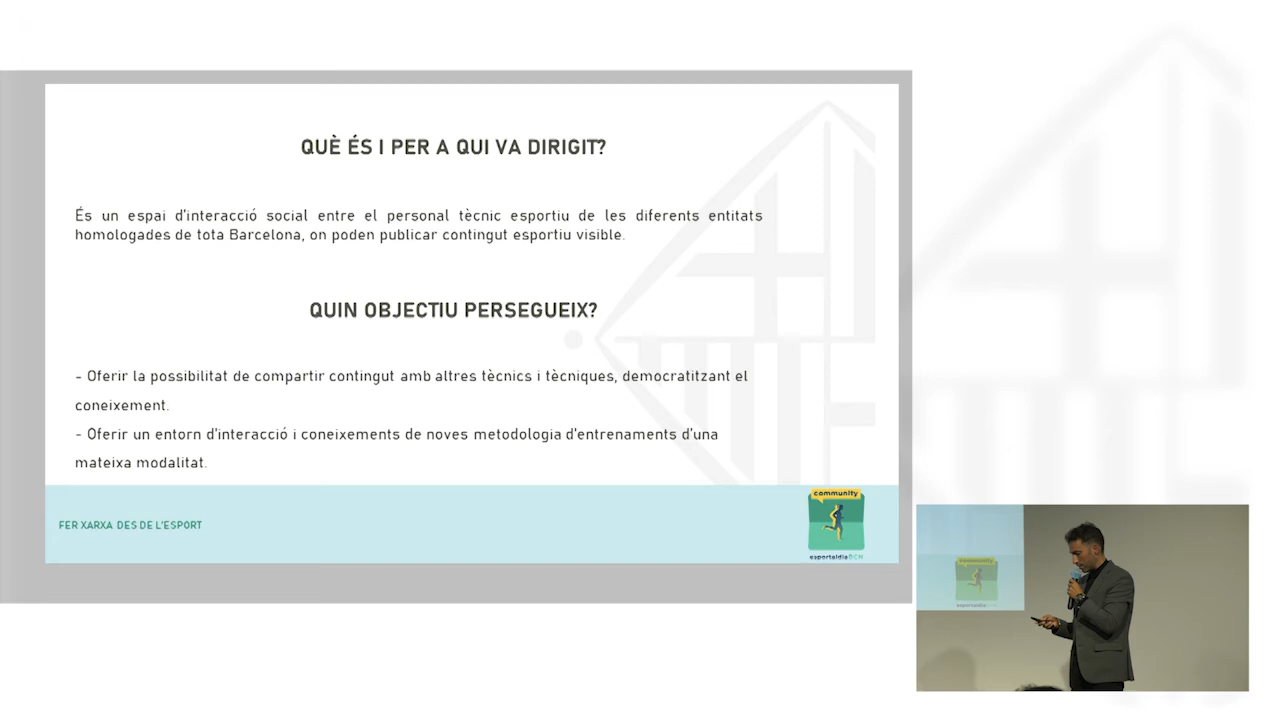 QUÈ ÉS I PER A QUI VA DIRIGIT?
És un espai d'interacció social entre el personal tècnic esportiu de les diferents entitats
homologades de tota Barcelona, on poden publicar contingut esportiu visible.
QUIN OBJECTIU PERSEGUEIX?
- Oferir la possibilitat de compartir contingut amb altres tècnics i tècniques, democratitzant el
coneixement.
- Oferir un entorn d'interacció i coneixements de noves metodologia d'entrenaments d'una
mateixa modalitat.
FER XARXA DES DE L'ESPORT
community
esportaldiaBCN
community
esportaldiaBCN